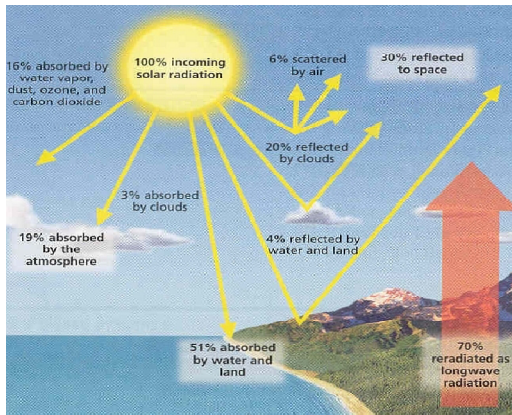 16% absorbed by
water vapor,
dust, ozone, and
carbon dioxide
100% incoming
solar radiation
6% scattered
by air
30% reflected
to space
20% reflected
by clouds
3% absorbed
by clouds
19% absorbed
by the
atmosphere
4% reflected by
water and land
51% absorbed
by water and
land
70%
reradiated as
longwave
radiation